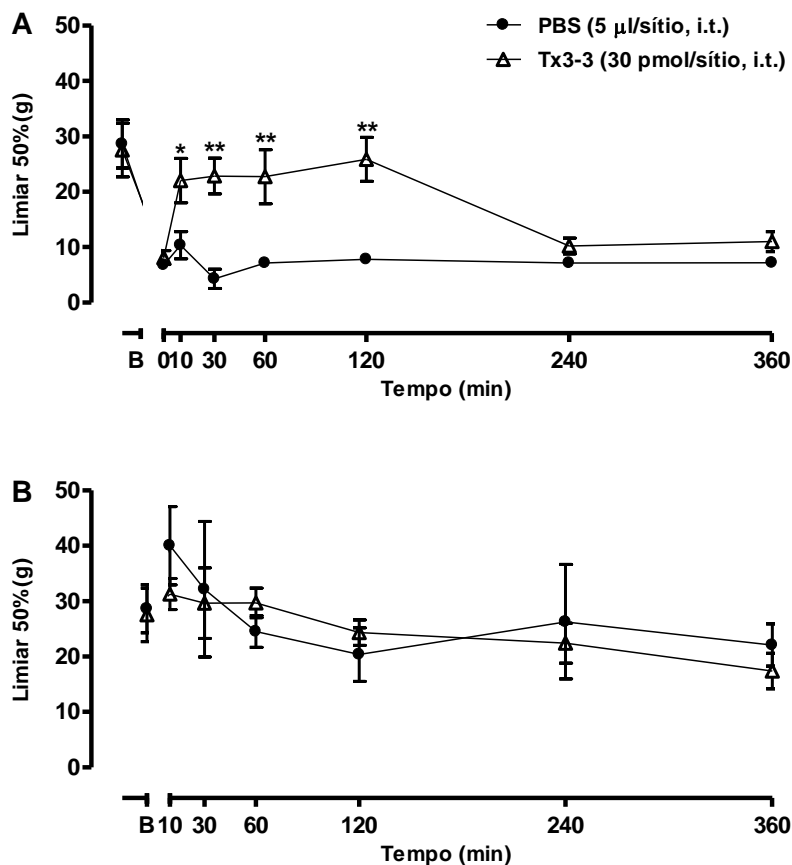 A
PBS (5 µl/sítio, i.t.)
Tx3-3 (30 pmol/sítio, i.t.)
Limiar 50%(g)
50
40
30
20
10
0
* ** ** **
B 0 10 30 60 120 240 360
Tempo (min)
B
Limiar 50%(g)
50
40
30
20
10
0
B 10 30 60 120 240 360
Tempo (min)